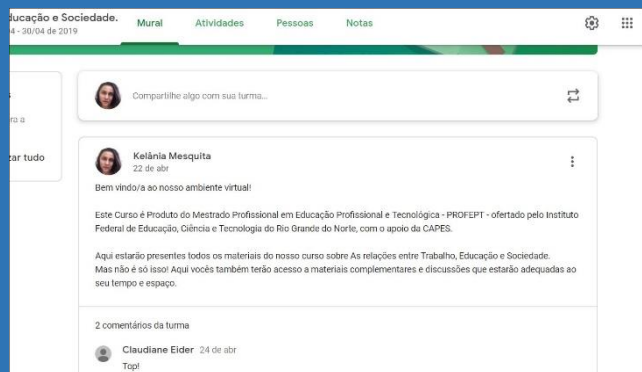 ducação e Sociedade.
04 - 30/04 de 2019
Mural Atividades Pessoas Notas
s
ra a
zar tudo
Compartilhe algo com sua turma...
Kelânia Mesquita
22 de abr
Bem vindo/a ao nosso ambiente virtual!
Este Curso é Produto do Mestrado Profissional em Educação Profissional e Tecnológica - PROFEPT - ofertado pelo Instituto
Federal de Educação, Ciência e Tecnologia do Rio Grande do Norte, com o apoio da CAPES.
Aqui estarão presentes todos os materiais do nosso curso sobre As relações entre Trabalho, Educação e Sociedade.
Mas não é só isso! Aqui vocês também terão acesso a materiais complementares e discussões que estarão adequadas ao
seu tempo e espaço.
2 comentários da turma
Claudiane Eider 24 de abr
Top!